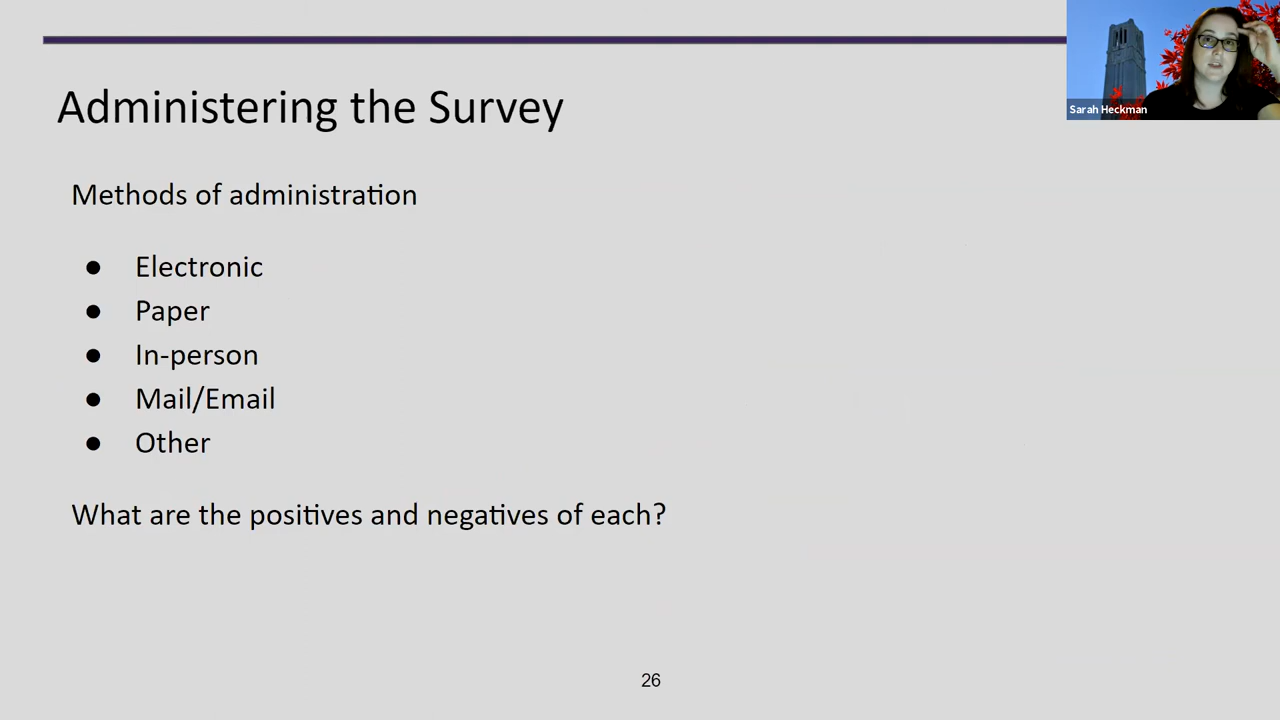 Administering the Survey
Sarah Heckman
Methods of administration
● Electronic
● Paper
● In-person
● Mail/Email
● Other
What are the positives and negatives of each?
26